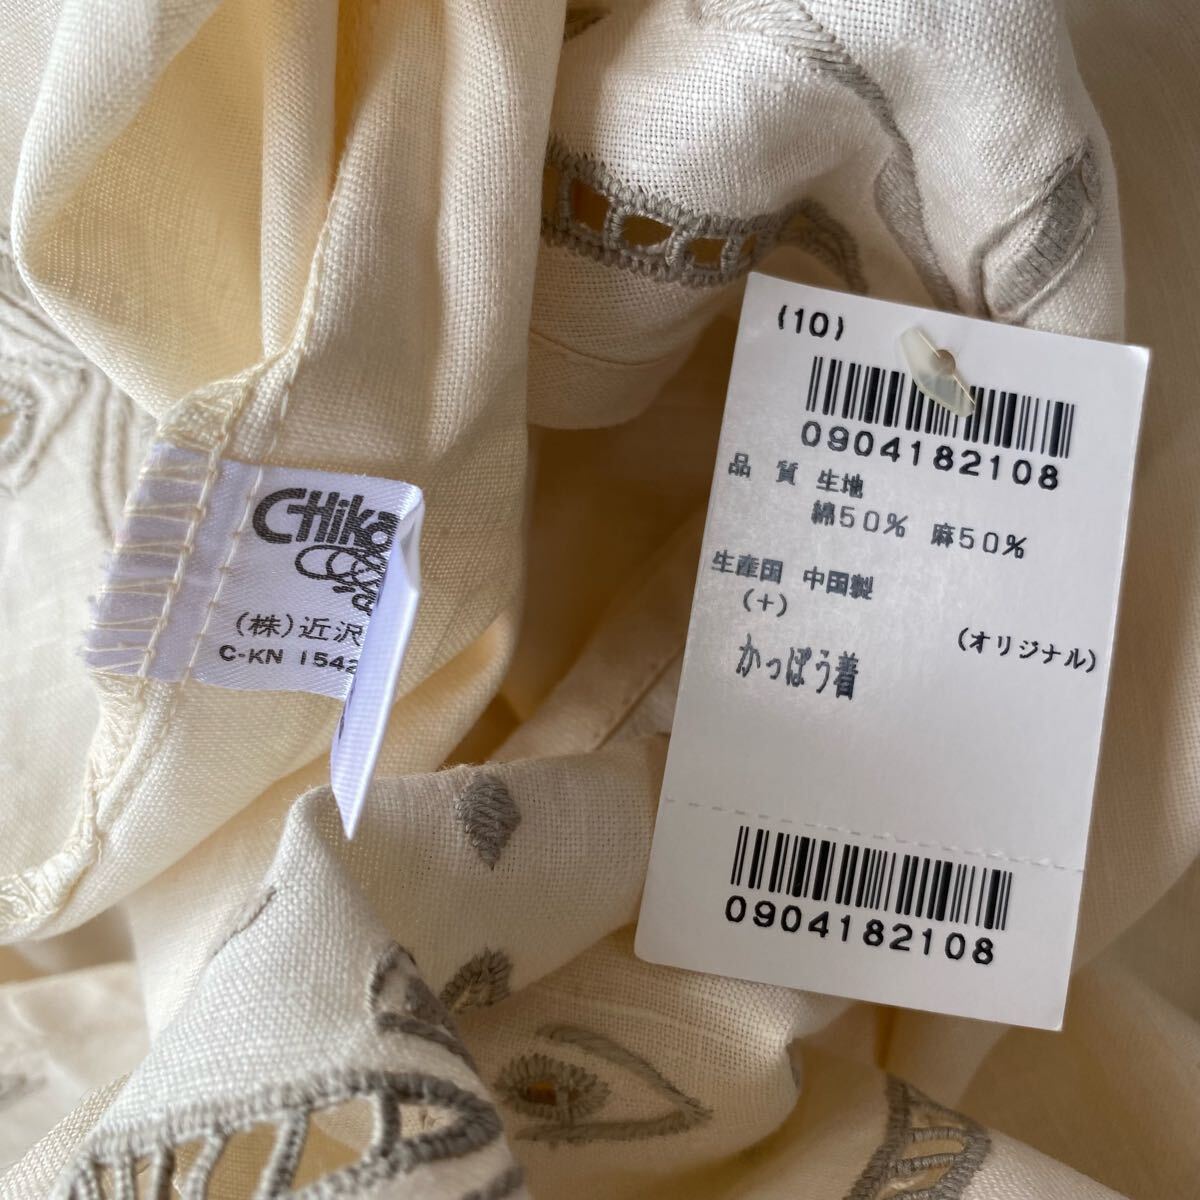 CHika
(株)近沢
C-KN 1542
(10)
0904182108
品 質 生地
綿50% 麻50%
生産国 中国製
(+)
(オリジナル)
かっぽう着
0904182108